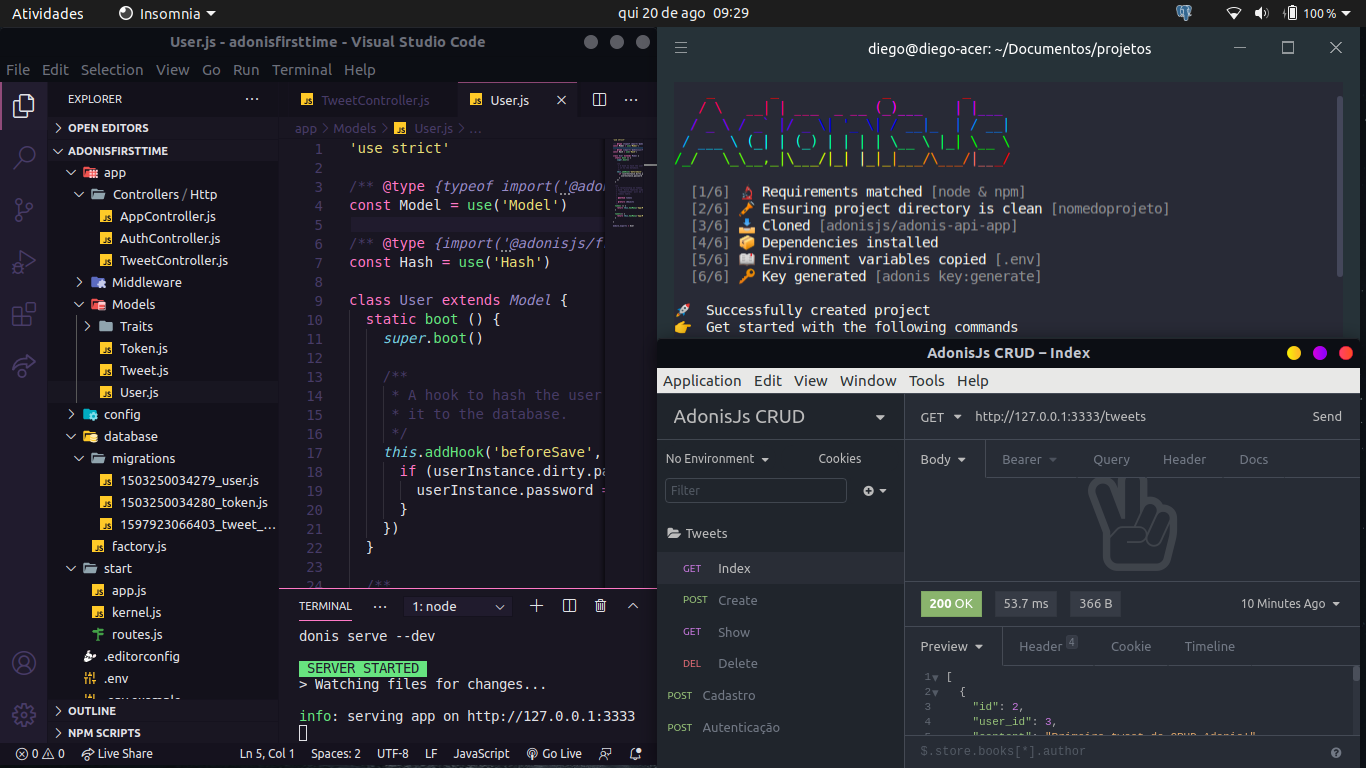 Atividades
Insomnia
qui 20 de ago 09:29
100 %
User.js - adonisfirsttime - Visual Studio Code
File Edit Selection View Go Run Terminal Help
EXPLORER
OPEN EDITORS
ADONISFIRSTTIME
app
Controllers / Http
AppController.js
AuthController.js
TweetController.js
Middleware
Models
Traits
Token.js
Tweet.js
User.js
config
database
migrations
1503250034279_user.js
1503250034280_token.js
1597923066403_tweet_...
factory.js
start
app.js
kernel.js
routes.js
.editorconfig
.env
.env.example
OUTLINE
NPM SCRIPTS
TweetController.js
User.js
app > Models > User.js > ...
1 'use strict'
2
3 /** @type {typeof import('@ado
4 const Model = use('Model')
5
6 /** @type {import('@adonisjs/f
7 const Hash = use('Hash')
8
9 class User extends Model {
10 static boot () {
11 super.boot()
12
13 /**
14 * A hook to hash the user
15 * it to the database.
16 */
17 this.addHook('beforeSave',
18 if (userInstance.dirty.pa
19 userInstance.password =
20 }
21 })
22 }
23
24 /**
TERMINAL
1: node
donis serve --dev
SERVER STARTED
> Watching files for changes...
info: serving app on http://127.0.0.1:3333
0 0 Live Share Ln 5, Col 1 Spaces: 2 UTF-8 LF JavaScript Go Live
diego@diego-acer: ~/Documentos/projetos
AdonisJs
[1/6] Requirements matched [node & npm]
[2/6] Ensuring project directory is clean [nomedoprojeto]
[3/6] Cloned [adonisjs/adonis-api-app]
[4/6] Dependencies installed
[5/6] Environment variables copied [.env]
[6/6] Key generated [adonis key:generate]
Successfully created project
Get started with the following commands
AdonisJs CRUD – Index
Application Edit View Window Tools Help
AdonisJs CRUD
GET http://127.0.0.1:3333/tweets Send
No Environment
Cookies
Filter
Tweets
GET Index
POST Create
GET Show
DEL Delete
POST Cadastro
POST Autenticação
Body Bearer Query Header Docs
200 OK 53.7 ms 366 B 10 Minutes Ago
Preview Header 4 Cookie Timeline
1 [
2 {
3 "id": 2,
4 "user_id": 3,
5 "content": "Primeiro tweet do CRUD Adonis!"
$.store.books[*].author